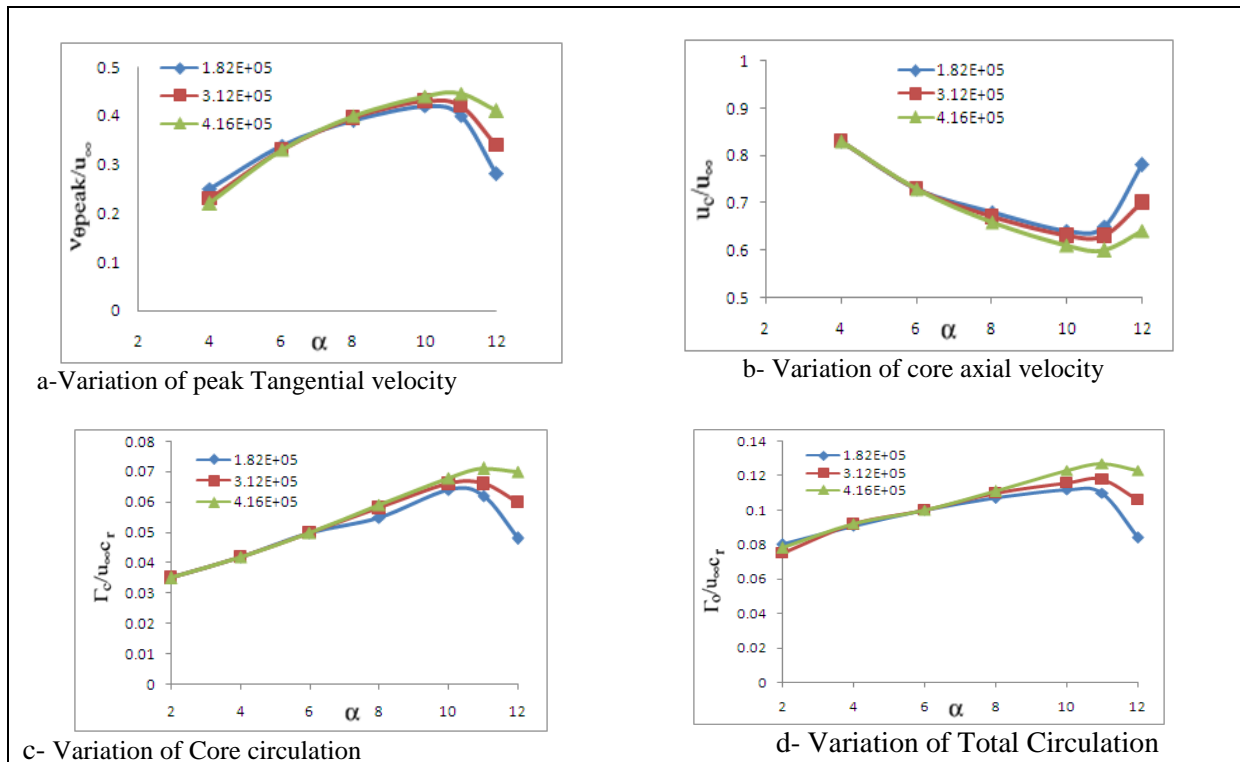 0.5
0.4
0.3
0.2
0.1
0
1.82E+05
3.12E+05
4.16E+05
vθpeak/u∞
2 4 6 8 10 12
α
a-Variation of peak Tangential velocity
1
0.9
0.8
0.7
0.6
0.5
1.82E+05
3.12E+05
4.16E+05
uc/u∞
2 4 6 8 10 12
α
b- Variation of core axial velocity
0.08
0.07
0.06
0.05
0.04
0.03
0.02
0.01
0
1.82E+05
3.12E+05
4.16E+05
Γc/u∞cr
2 4 6 8 10 12
α
c- Variation of Core circulation
0.14
0.12
0.1
0.08
0.06
0.04
0.02
0
1.82E+05
3.12E+05
4.16E+05
Γo/u∞cr
2 4 6 8 10 12
α
d- Variation of Total Circulation